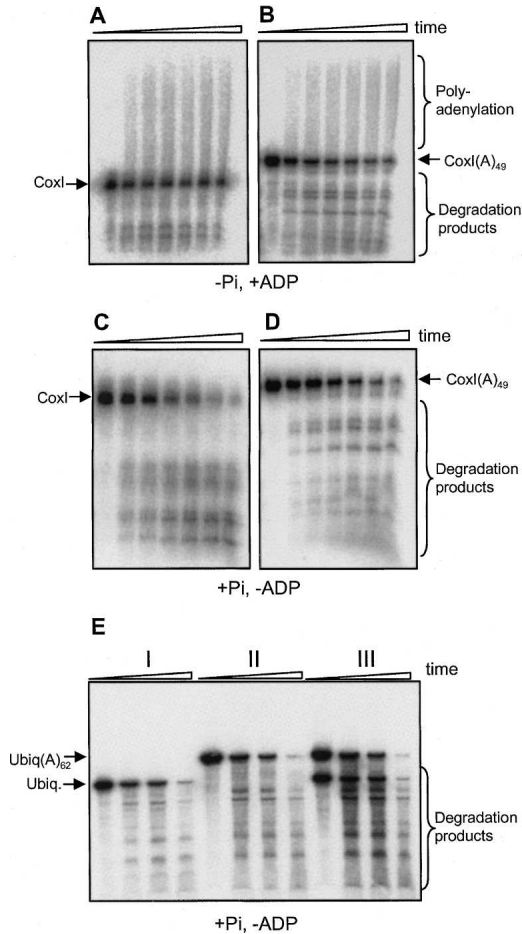 A
B
time
Poly-
adenylation
CoxI
CoxI(A)49
Degradation
products
-Pi, +ADP
C
D
time
CoxI
CoxI(A)49
Degradation
products
+Pi, -ADP
E
I II III
time
Ubiq(A)62
Ubiq.
Degradation
products
+Pi, -ADP